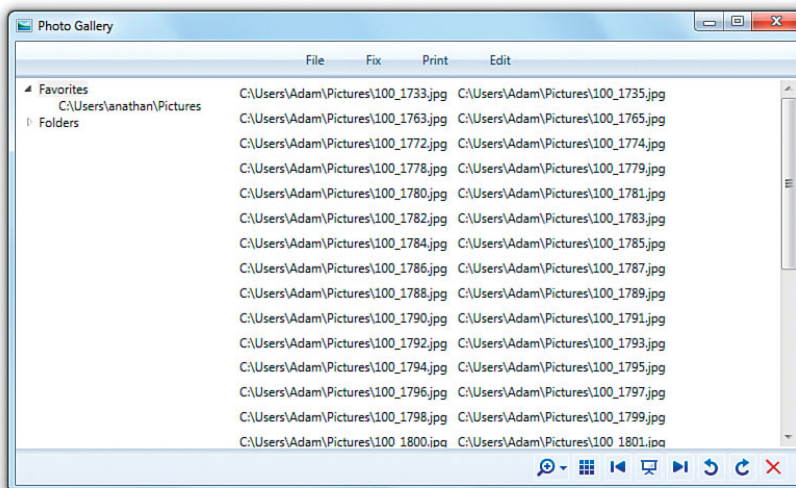 Photo Gallery
File Fix Print Edit
Favorites
C:\Users\anathan\Pictures
Folders
C:\Users\Adam\Pictures\100_1733.jpg C:\Users\Adam\Pictures\100_1735.jpg
C:\Users\Adam\Pictures\100_1763.jpg C:\Users\Adam\Pictures\100_1765.jpg
C:\Users\Adam\Pictures\100_1772.jpg C:\Users\Adam\Pictures\100_1774.jpg
C:\Users\Adam\Pictures\100_1778.jpg C:\Users\Adam\Pictures\100_1779.jpg
C:\Users\Adam\Pictures\100_1780.jpg C:\Users\Adam\Pictures\100_1781.jpg
C:\Users\Adam\Pictures\100_1782.jpg C:\Users\Adam\Pictures\100_1783.jpg
C:\Users\Adam\Pictures\100_1784.jpg C:\Users\Adam\Pictures\100_1785.jpg
C:\Users\Adam\Pictures\100_1786.jpg C:\Users\Adam\Pictures\100_1787.jpg
C:\Users\Adam\Pictures\100_1788.jpg C:\Users\Adam\Pictures\100_1789.jpg
C:\Users\Adam\Pictures\100_1790.jpg C:\Users\Adam\Pictures\100_1791.jpg
C:\Users\Adam\Pictures\100_1792.jpg C:\Users\Adam\Pictures\100_1793.jpg
C:\Users\Adam\Pictures\100_1794.jpg C:\Users\Adam\Pictures\100_1795.jpg
C:\Users\Adam\Pictures\100_1796.jpg C:\Users\Adam\Pictures\100_1797.jpg
C:\Users\Adam\Pictures\100_1798.jpg C:\Users\Adam\Pictures\100_1799.jpg
C:\Users\Adam\Pictures\100_1800.jpg C:\Users\Adam\Pictures\100_1801.jpg